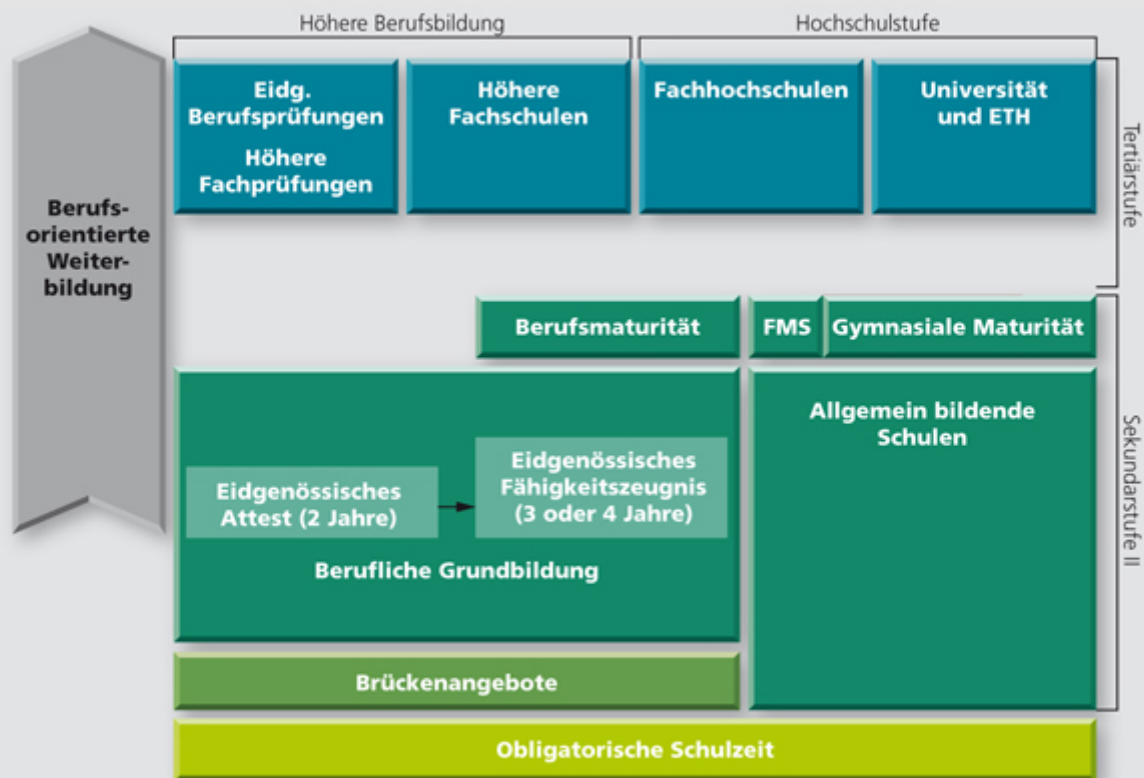 Höhere Berufsbildung
Hochschulstufe
Eidg.
Berufsprüfungen
Höhere
Fachprüfungen
Höhere
Fachschulen
Fachhochschulen
Universität
und ETH
Tertiärstufe
Berufs-
orientierte
Weiter-
bildung
Berufsmaturität
FMS
Gymnasiale Maturität
Allgemein bildende
Schulen
Eidgenössisches
Attest (2 Jahre)
Eidgenössisches
Fähigkeitszeugnis
(3 oder 4 Jahre)
Berufliche Grundbildung
Sekundarstufe II
Brückenangebote
Obligatorische Schulzeit